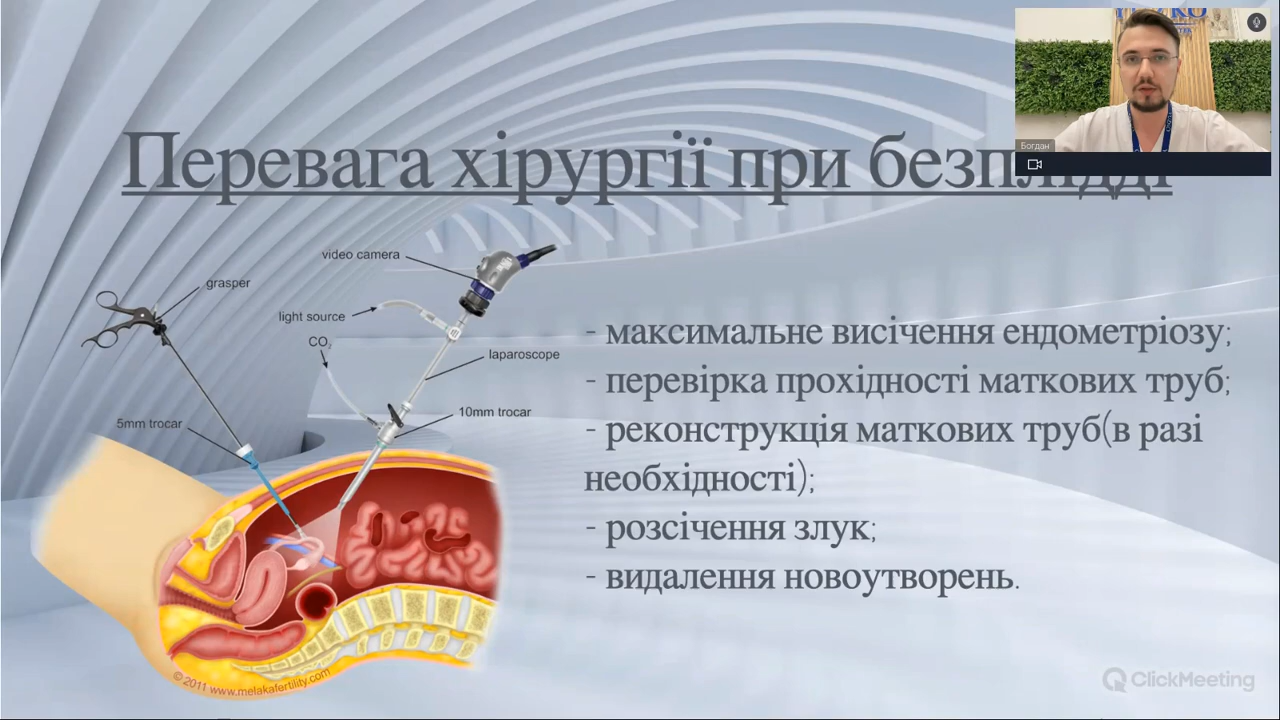 Перевага хірургії при безплідді
Богдан
video camera
grasper
light source
CO₂
laparoscope
10mm trocar
5mm trocar
- максимальне висічення ендометріозу;
- перевірка прохідності маткових труб;
- реконструкція маткових труб(в разі
необхідності);
- розсічення злук;
- видалення новоутворень.
© 2011 www.melakafertility.com
ClickMeeting